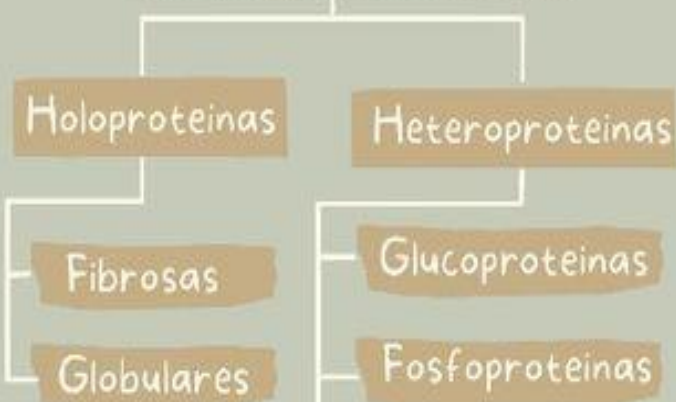 Holoproteinas
Heteroproteinas
Fibrosas
Globulares
Glucoproteinas
Fosfoproteinas